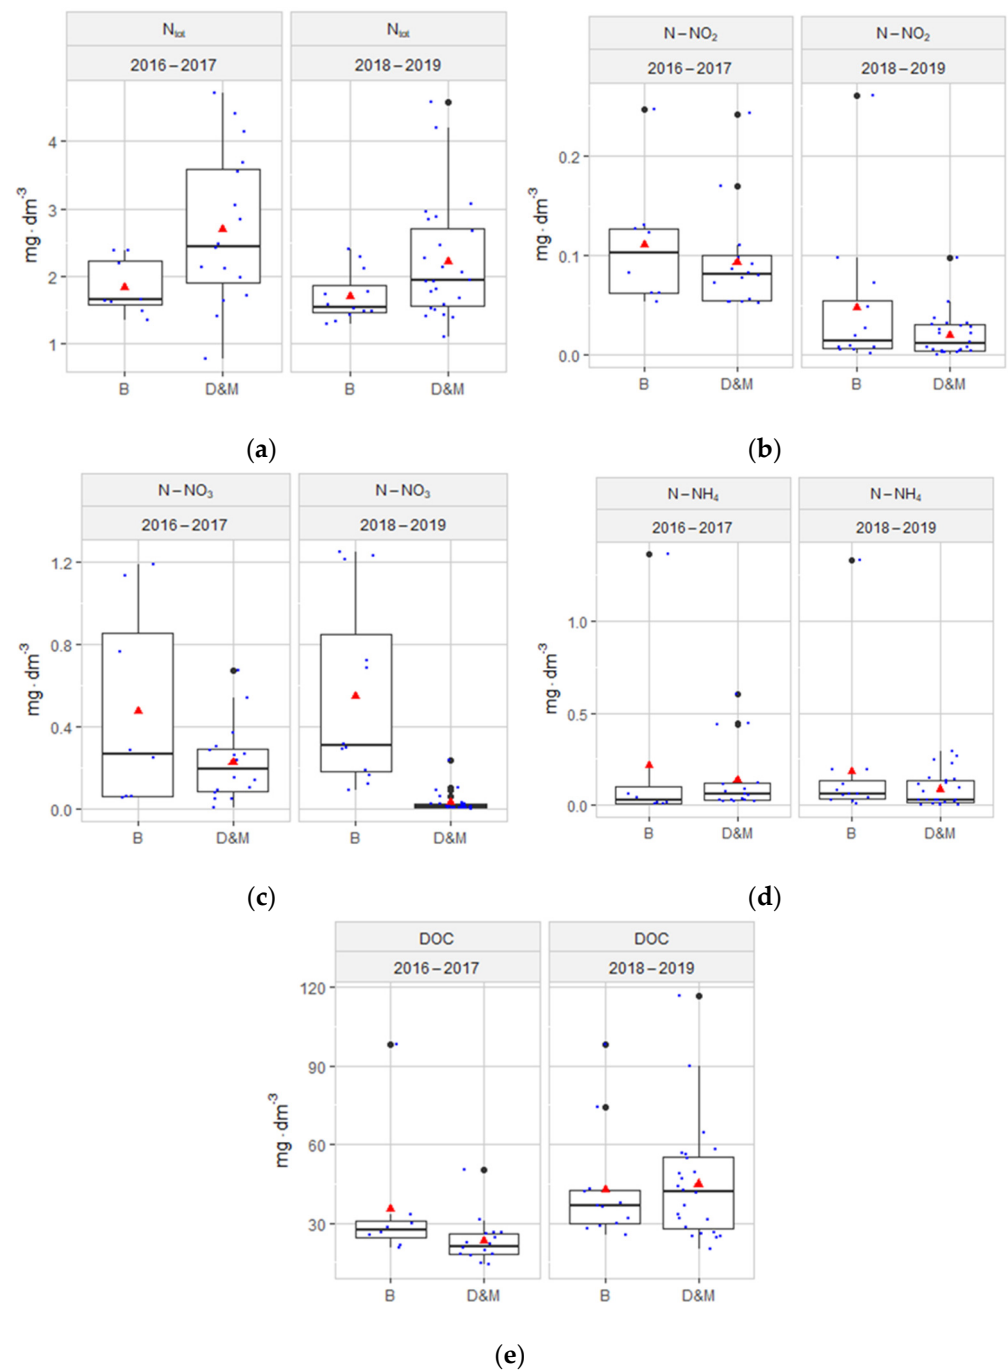 N_tot N_tot N – NO₂ N – NO₂
2016 – 2017 2018 – 2019 2016 – 2017 2018 – 2019
mg · dm⁻³
4
3
2
1
B D&M B D&M
(a)
mg · dm⁻³
0.2
0.1
0.0
B D&M B D&M
(b)
N – NO₃ N – NO₃ N – NH₄ N – NH₄
2016 – 2017 2018 – 2019 2016 – 2017 2018 – 2019
mg · dm⁻³
1.2
0.8
0.4
0.0
B D&M B D&M
(c)
mg · dm⁻³
1.0
0.5
0.0
B D&M B D&M
(d)
DOC DOC
2016 – 2017 2018 – 2019
mg · dm⁻³
120
90
60
30
B D&M B D&M
(e)